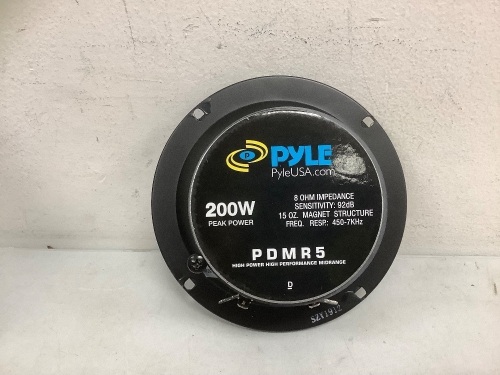 PYLE
PyleUSA.com
200W
PEAK POWER
8 OHM IMPEDANCE
SENSITIVITY: 92dB
15 OZ. MAGNET STRUCTURE
FREQ. RESP.: 450-7KHz
PDMR5
HIGH POWER HIGH PERFORMANCE MIDRANGE
D
SZY1912